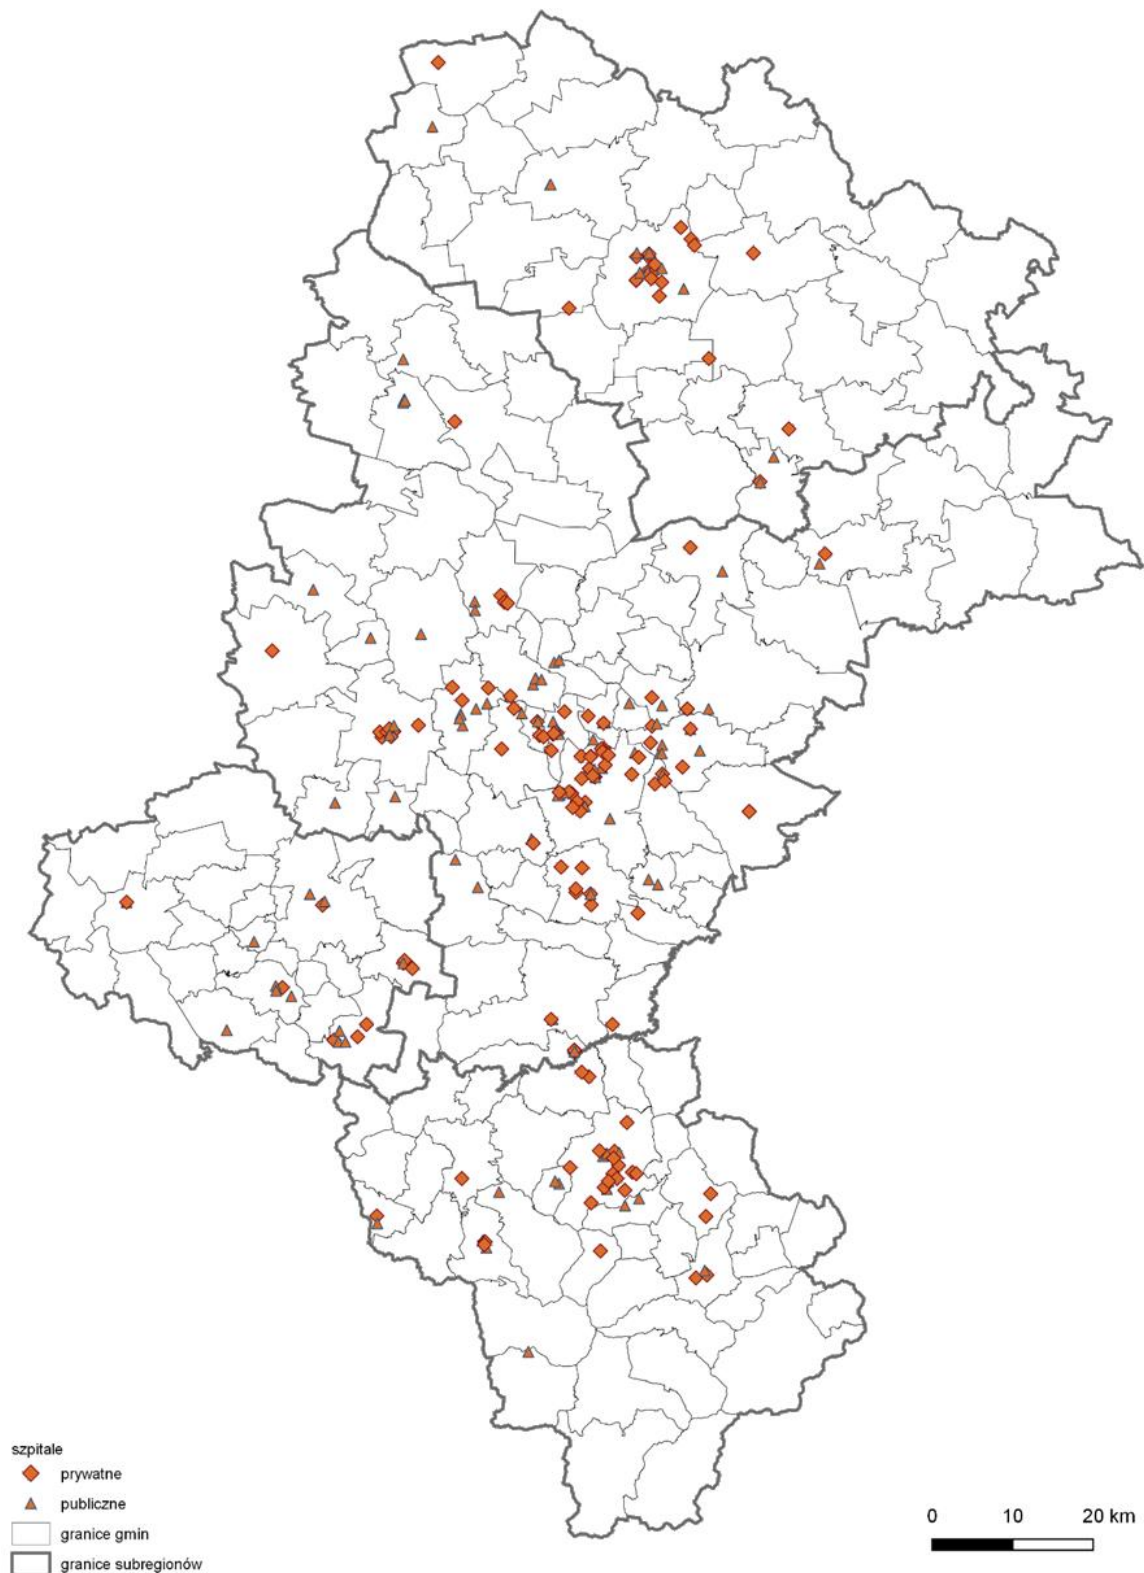 szpitale
prywatne
publiczne
granice gmin
granice subregionów
0 10 20 km